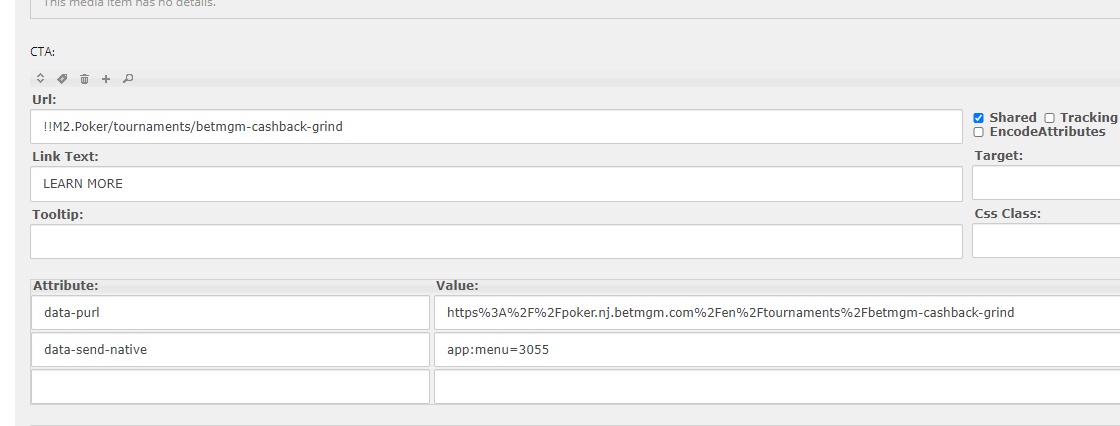 This media item has no details.
CTA:
Url:
!!M2.Poker/tournaments/betmgm-cashback-grind
Shared Tracking
EncodeAttributes
Link Text:
Target:
LEARN MORE
Tooltip:
Css Class:
Attribute: Value:
data-purl https%3A%2F%2Fpoker.nj.betmgm.com%2Fen%2Ftournaments%2Fbetmgm-cashback-grind
data-send-native app:menu=3055